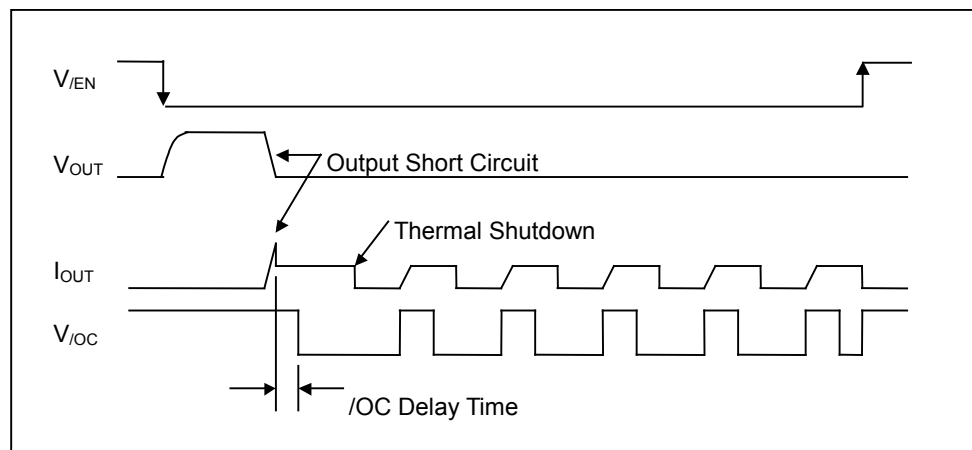 V/EN
VOUT
Output Short Circuit
Thermal Shutdown
IOUT
V/OC
/OC Delay Time